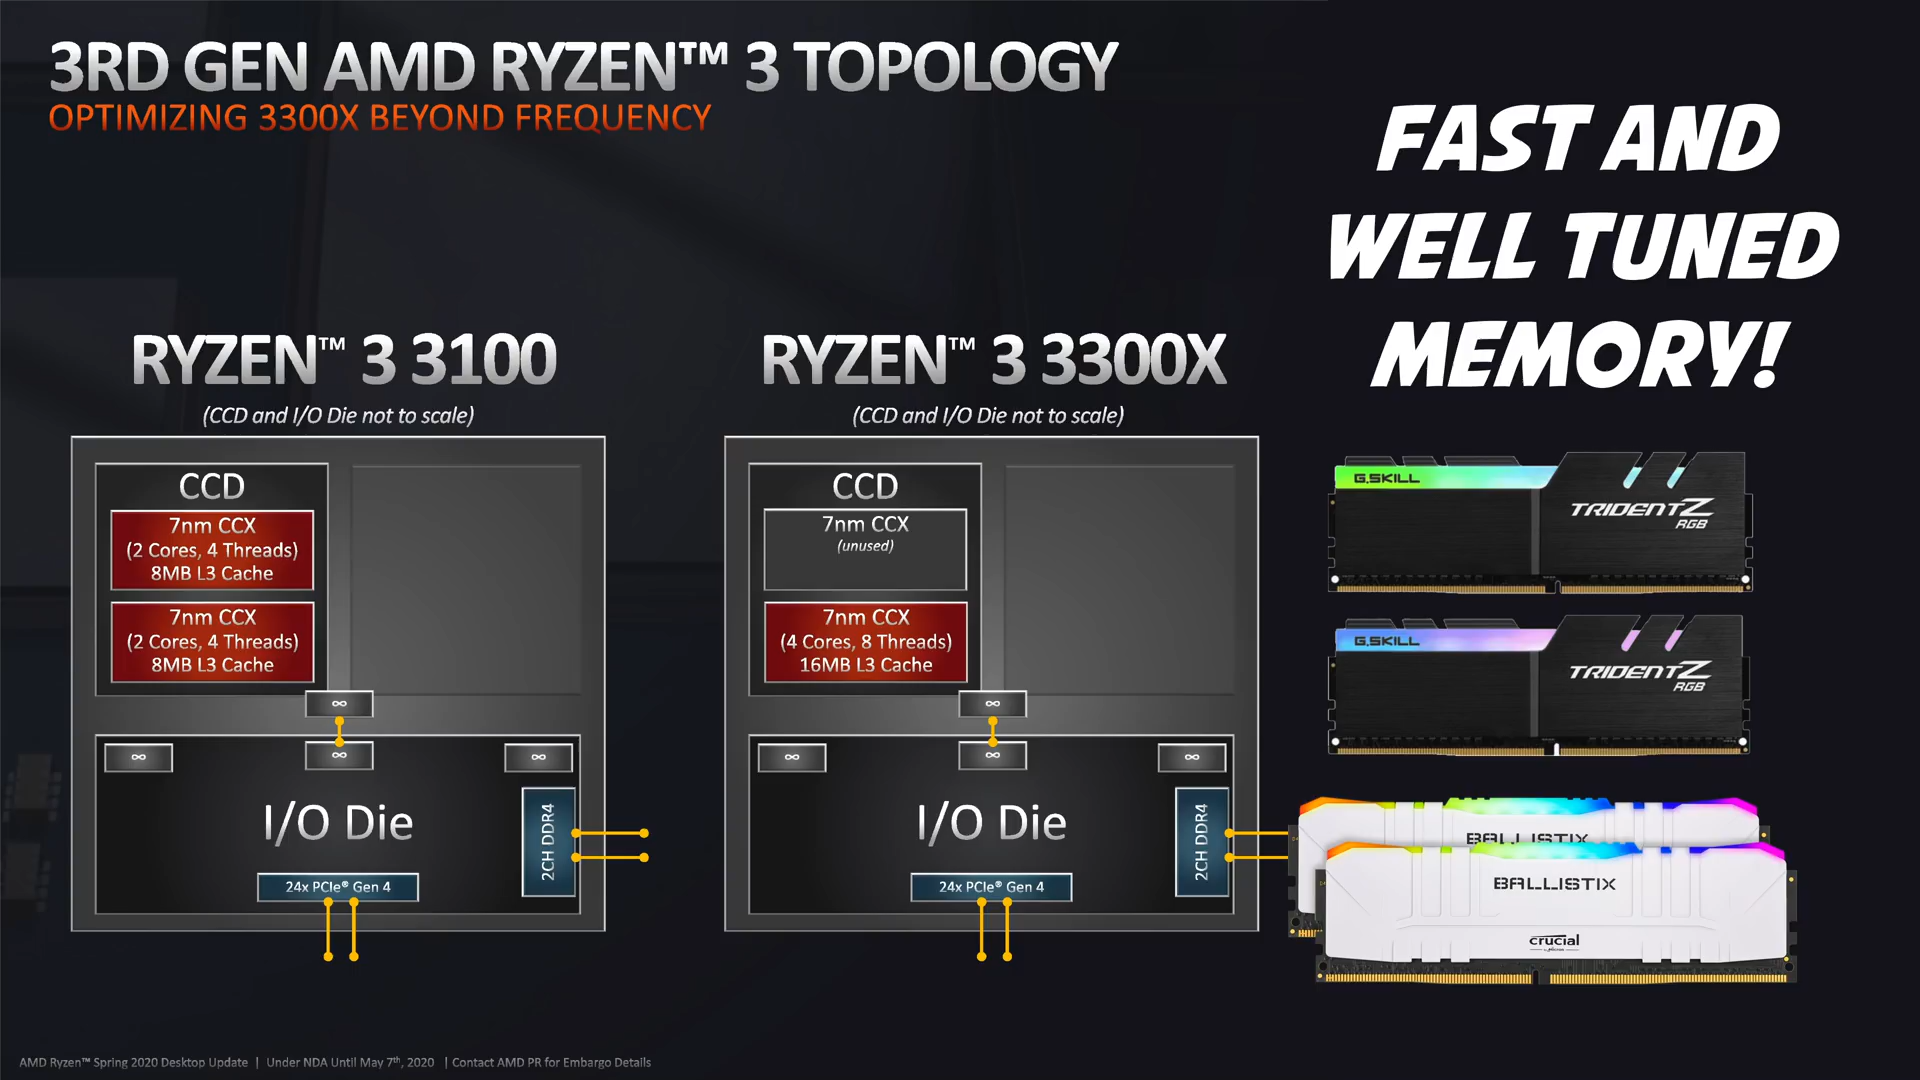 3RD GEN AMD RYZEN™ 3 TOPOLOGY
OPTIMIZING 3300X BEYOND FREQUENCY
FAST AND
WELL TUNED
MEMORY!
RYZEN™ 3 3100
(CCD and I/O Die not to scale)
CCD
7nm CCX
(2 Cores, 4 Threads)
8MB L3 Cache
7nm CCX
(2 Cores, 4 Threads)
8MB L3 Cache
∞
∞
∞
∞
I/O Die
2CH DDR4
24x PCIe® Gen 4
RYZEN™ 3 3300X
(CCD and I/O Die not to scale)
CCD
7nm CCX
(unused)
7nm CCX
(4 Cores, 8 Threads)
16MB L3 Cache
∞
∞
∞
∞
I/O Die
2CH DDR4
24x PCIe® Gen 4
G.SKILL
TRIDENTZ
RGB
G.SKILL
TRIDENTZ
RGB
BALLISTIX
BALLISTIX
crucial
AMD Ryzen™ Spring 2020 Desktop Update | Under NDA Until May 7th, 2020 | Contact AMD PR for Embargo Details